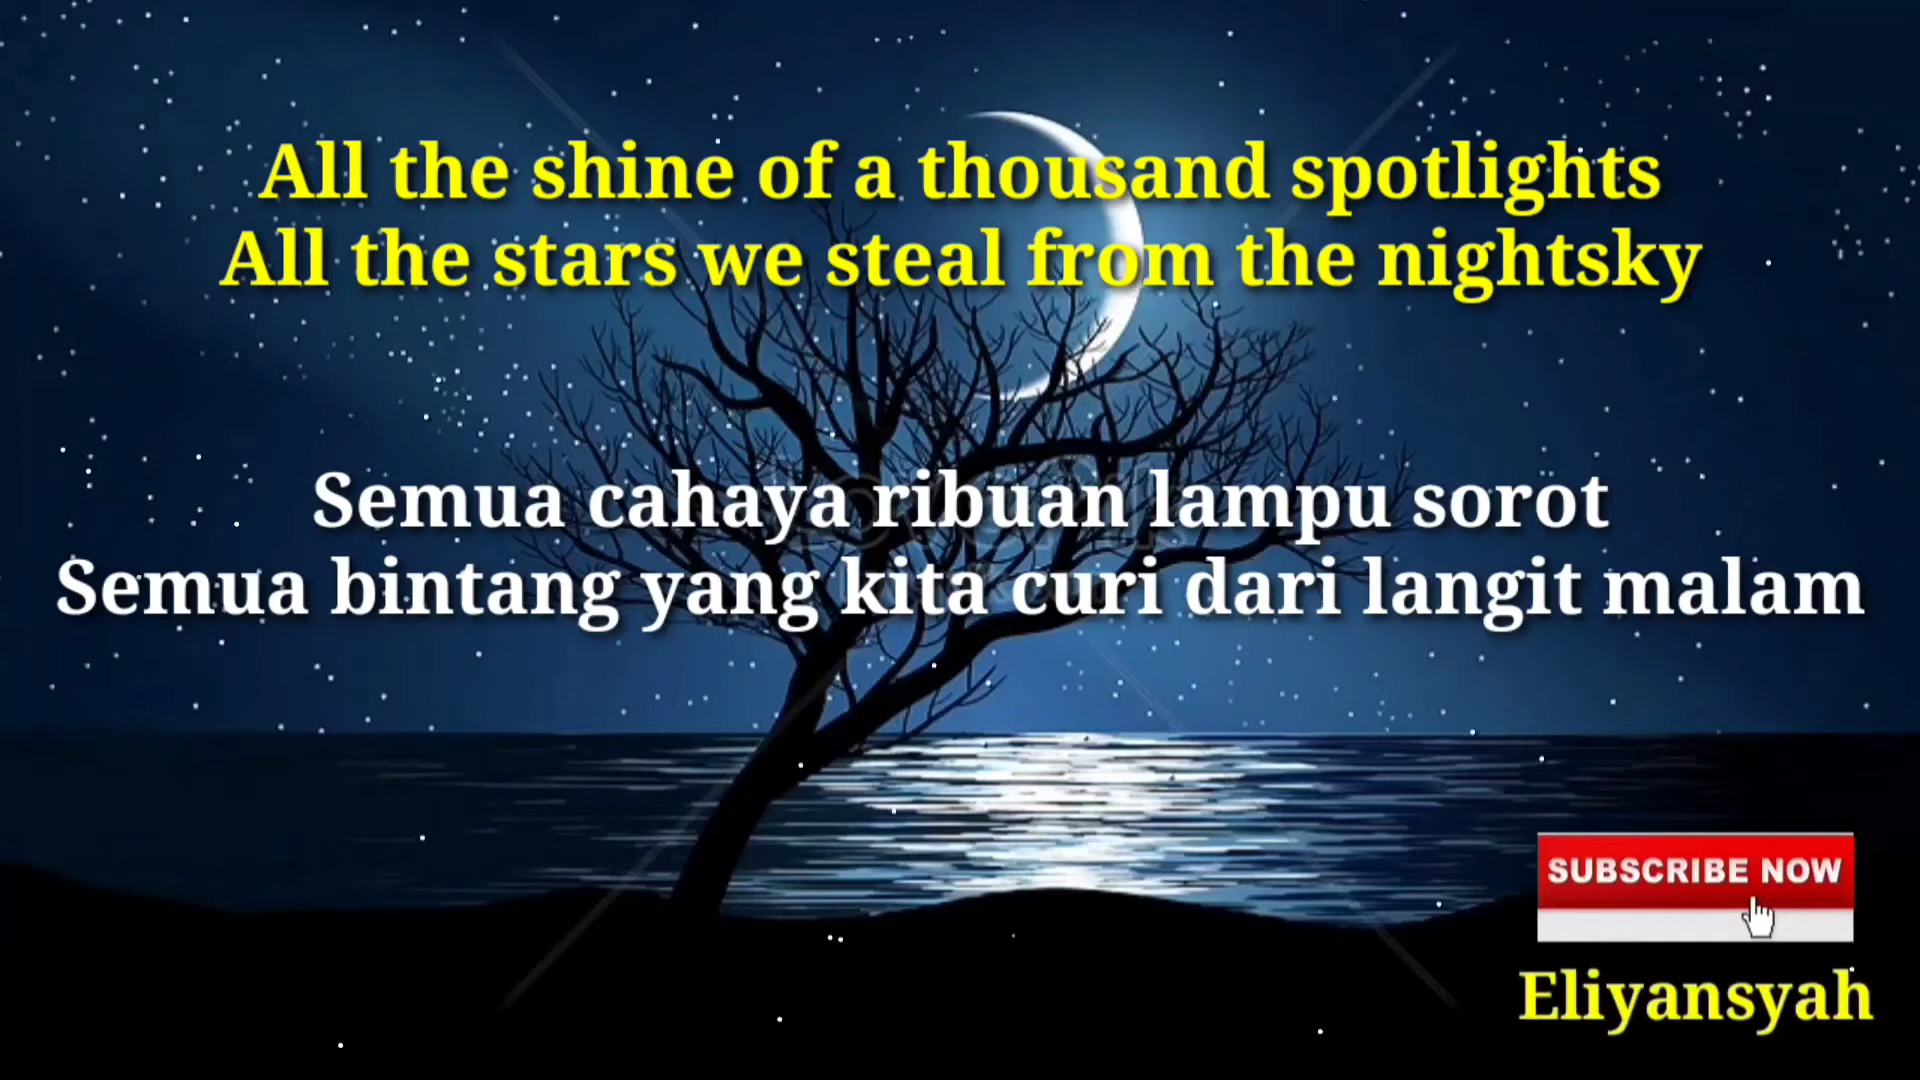 All the shine of a thousand spotlights
All the stars we steal from the nightsky
Semua cahaya ribuan lampu sorot
Semua bintang yang kita curi dari langit malam
SUBSCRIBE NOW
Eliyansyah